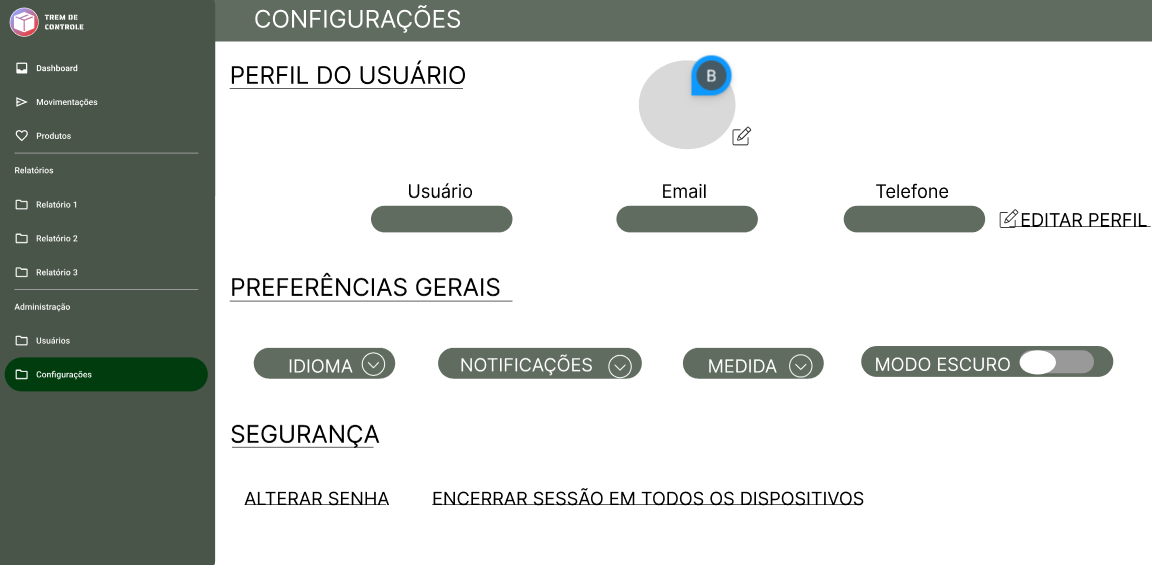 TREM DE
CONTROLE
Dashboard
Movimentações
Produtos
Relatórios
Relatório 1
Relatório 2
Relatório 3
Administração
Usuários
Configurações
CONFIGURAÇÕES
PERFIL DO USUÁRIO
B
Usuário
Email
Telefone
EDITAR PERFIL
PREFERÊNCIAS GERAIS
IDIOMA
NOTIFICAÇÕES
MEDIDA
MODO ESCURO
SEGURANÇA
ALTERAR SENHA
ENCERRAR SESSÃO EM TODOS OS DISPOSITIVOS